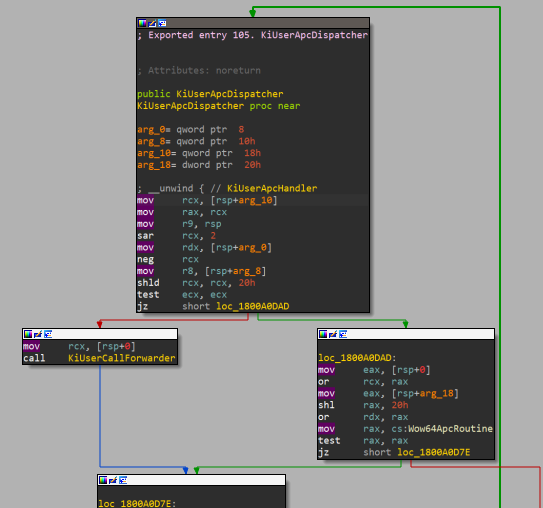 ; Exported entry 105. KiUserApcDispatcher
; Attributes: noreturn
public KiUserApcDispatcher
KiUserApcDispatcher proc near
arg_0= qword ptr  8
arg_8= qword ptr  10h
arg_10= qword ptr  18h
arg_18= dword ptr  20h
; __unwind { // KiUserApcHandler
mov     rcx, [rsp+arg_10]
mov     rax, rcx
mov     r9, rsp
sar     rcx, 2
mov     rdx, [rsp+arg_0]
neg     rcx
mov     r8, [rsp+arg_8]
shld    rcx, rcx, 20h
test    ecx, ecx
jz      short loc_1800A0DAD
mov     rcx, [rsp+0]
call    KiUserCallForwarder
loc_1800A0DAD:
mov     eax, [rsp+0]
or      rcx, rax
mov     eax, [rsp+arg_18]
shl     rax, 20h
or      rdx, rax
mov     rax, cs:Wow64ApcRoutine
test    rax, rax
jz      short loc_1800A0D7E
loc_1800A0D7E: